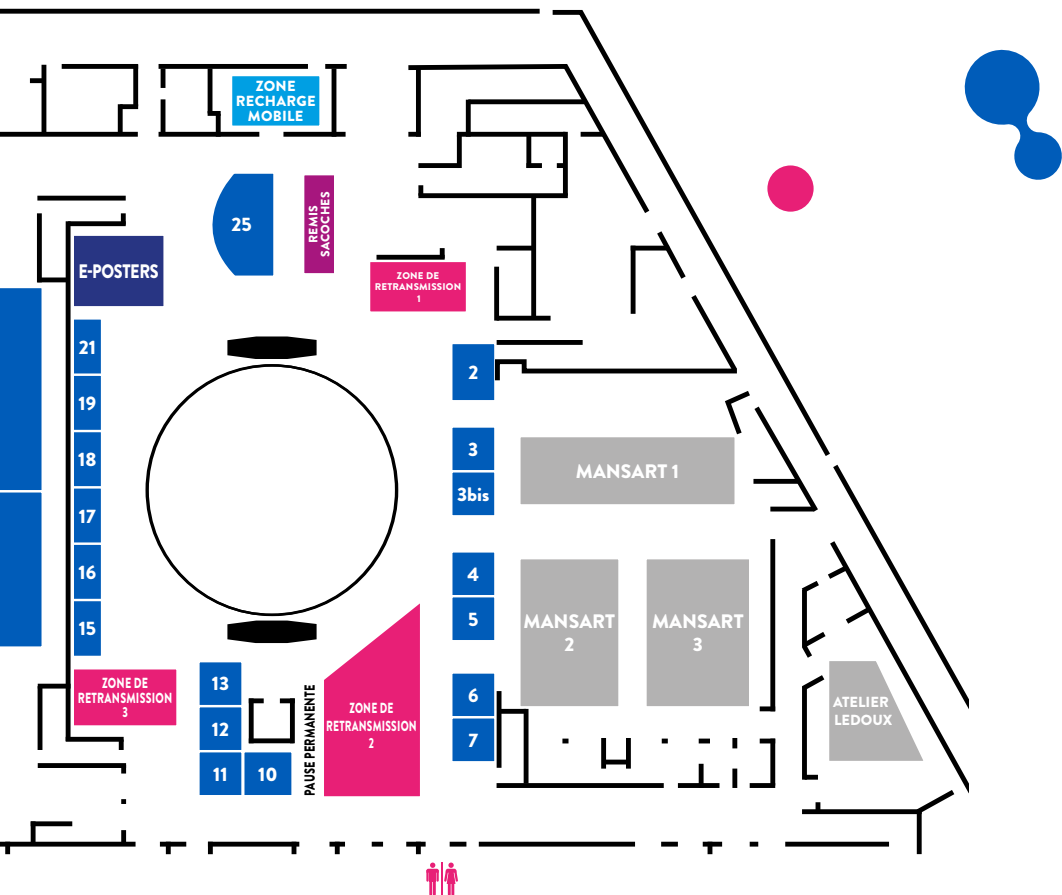 ZONE
RECHARGE
MOBILE
25
REMIS
SACOCHES
E-POSTERS
ZONE DE
RETRANSMISSION
1
21
19
18
17
16
15
2
3
3bis
MANSART 1
4
5
MANSART
2
MANSART
3
6
7
ZONE DE
RETRANSMISSION
3
13
12
11
10
PAUSE PERMANENTE
ZONE DE
RETRANSMISSION
2
ATELIER
LEDOUX